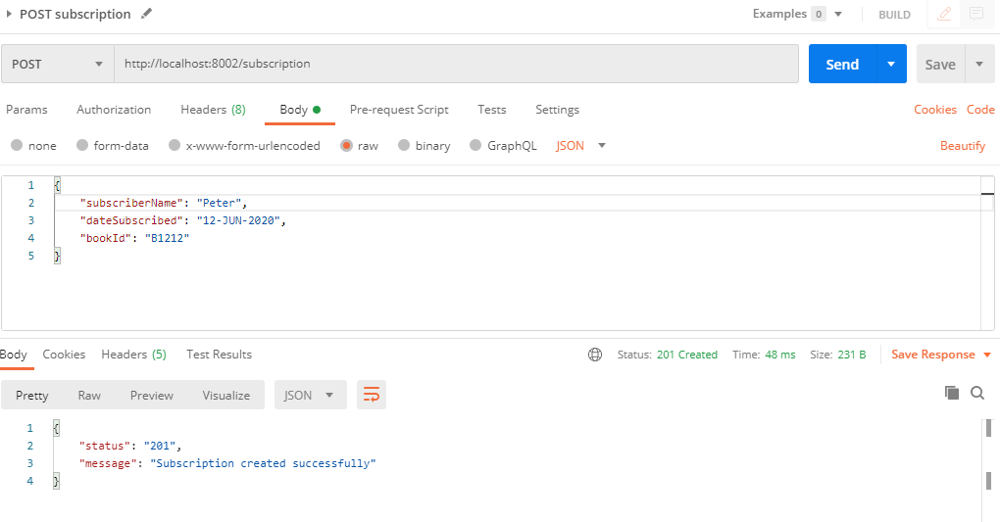 POST subscription
Examples 0 BUILD
POST http://localhost:8002/subscription Send Save
Params Authorization Headers (8) Body Pre-request Script Tests Settings Cookies Code
none form-data x-www-form-urlencoded raw binary GraphQL JSON Beautify
1 {
2 "subscriberName": "Peter",
3 "dateSubscribed": "12-JUN-2020",
4 "bookId": "B1212"
5 }
Body Cookies Headers (5) Test Results Status: 201 Created Time: 48 ms Size: 231 B Save Response
Pretty Raw Preview Visualize JSON
1 {
2 "status": "201",
3 "message": "Subscription created successfully"
4 }